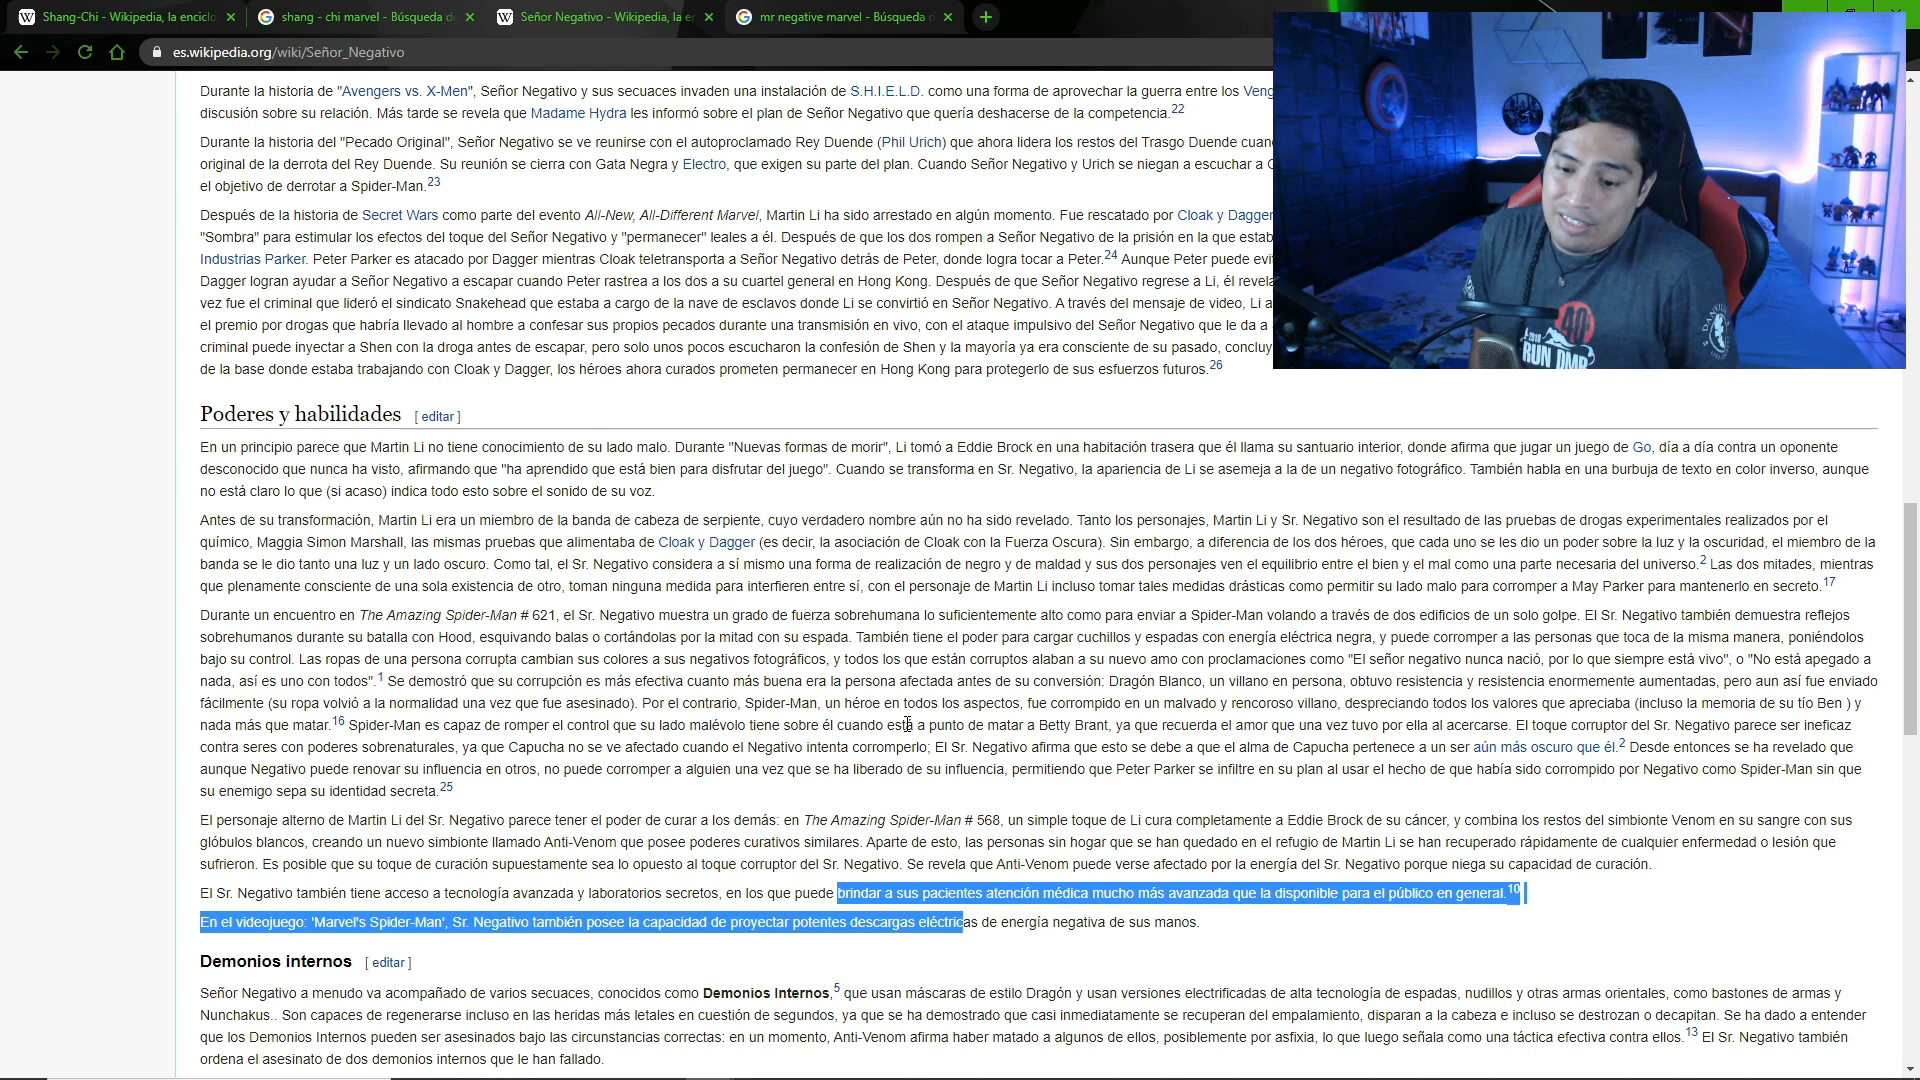 Shang-Chi - Wikipedia, la enciclo
shang - chi marvel - Búsqueda de
Señor Negativo - Wikipedia, la en
mr negative marvel - Búsqueda d
es.wikipedia.org/wiki/Señor_Negativo
Durante la historia de "Avengers vs. X-Men", Señor Negativo y sus secuaces invaden una instalación de S.H.I.E.L.D. como una forma de aprovechar la guerra entre los Veng
discusión sobre su relación. Más tarde se revela que Madame Hydra les informó sobre el plan de Señor Negativo que quería deshacerse de la competencia.22
Durante la historia del "Pecado Original", Señor Negativo se ve reunirse con el autoproclamado Rey Duende (Phil Urich) que ahora lidera los restos del Trasgo Duende cuan
original de la derrota del Rey Duende. Su reunión se cierra con Gata Negra y Electro, que exigen su parte del plan. Cuando Señor Negativo y Urich se niegan a escuchar a
el objetivo de derrotar a Spider-Man.23
Después de la historia de Secret Wars como parte del evento All-New, All-Different Marvel, Martin Li ha sido arrestado en algún momento. Fue rescatado por Cloak y Dagger
"Sombra" para estimular los efectos del toque del Señor Negativo y "permanecer" leales a él. Después de que los dos rompen a Señor Negativo de la prisión en la que estab
Industrias Parker. Peter Parker es atacado por Dagger mientras Cloak teletransporta a Señor Negativo detrás de Peter, donde logra tocar a Peter.24 Aunque Peter puede evi
Dagger logran ayudar a Señor Negativo a escapar cuando Peter rastrea a los dos a su cuartel general en Hong Kong. Después de que Señor Negativo regrese a Li, él revela
vez fue el criminal que lideró el sindicato Snakehead que estaba a cargo de la nave de esclavos donde Li se convirtió en Señor Negativo. A través del mensaje de video, Li a
el premio por drogas que habría llevado al hombre a confesar sus propios pecados durante una transmisión en vivo, con el ataque impulsivo del Señor Negativo que le da a
criminal puede inyectar a Shen con la droga antes de escapar, pero solo unos pocos escucharon la confesión de Shen y la mayoría ya era consciente de su pasado, concluy
de la base donde estaba trabajando con Cloak y Dagger, los héroes ahora curados prometen permanecer en Hong Kong para protegerlo de sus esfuerzos futuros.26
2018 40
RUN DMR
Poderes y habilidades [ editar ]
En un principio parece que Martin Li no tiene conocimiento de su lado malo. Durante "Nuevas formas de morir", Li tomó a Eddie Brock en una habitación trasera que él llama su santuario interior, donde afirma que jugar un juego de Go, día a día contra un oponente
desconocido que nunca ha visto, afirmando que "ha aprendido que está bien para disfrutar del juego". Cuando se transforma en Sr. Negativo, la apariencia de Li se asemeja a la de un negativo fotográfico. También habla en una burbuja de texto en color inverso, aunque
no está claro lo que (si acaso) indica todo esto sobre el sonido de su voz.
Antes de su transformación, Martin Li era un miembro de la banda de cabeza de serpiente, cuyo verdadero nombre aún no ha sido revelado. Tanto los personajes, Martin Li y Sr. Negativo son el resultado de las pruebas de drogas experimentales realizados por el
químico, Maggia Simon Marshall, las mismas pruebas que alimentaba de Cloak y Dagger (es decir, la asociación de Cloak con la Fuerza Oscura). Sin embargo, a diferencia de los dos héroes, que cada uno se les dio un poder sobre la luz y la oscuridad, el miembro de la
banda se le dio tanto una luz y un lado oscuro. Como tal, el Sr. Negativo considera a sí mismo una forma de realización de negro y de maldad y sus dos personajes ven el equilibrio entre el bien y el mal como una parte necesaria del universo.2 Las dos mitades, mientras
que plenamente consciente de una sola existencia de otro, toman ninguna medida para interfieren entre sí, con el personaje de Martin Li incluso tomar tales medidas drásticas como permitir su lado malo para corromper a May Parker para mantenerlo en secreto.17
Durante un encuentro en The Amazing Spider-Man # 621, el Sr. Negativo muestra un grado de fuerza sobrehumana lo suficientemente alto como para enviar a Spider-Man volando a través de dos edificios de un solo golpe. El Sr. Negativo también demuestra reflejos
sobrehumanos durante su batalla con Hood, esquivando balas o cortándolas por la mitad con su espada. También tiene el poder para cargar cuchillos y espadas con energía eléctrica negra, y puede corromper a las personas que toca de la misma manera, poniéndolos
bajo su control. Las ropas de una persona corrupta cambian sus colores a sus negativos fotográficos, y todos los que están corruptos alaban a su nuevo amo con proclamaciones como "El señor negativo nunca nació, por lo que siempre está vivo", o "No está apegado a
nada, así es uno con todos".1 Se demostró que su corrupción es más efectiva cuanto más buena era la persona afectada antes de su conversión: Dragón Blanco, un villano en persona, obtuvo resistencia y resistencia enormemente aumentadas, pero aun así fue enviado
fácilmente (su ropa volvió a la normalidad una vez que fue asesinado). Por el contrario, Spider-Man, un héroe en todos los aspectos, fue corrompido en un malvado y rencoroso villano, despreciando todos los valores que apreciaba (incluso la memoria de su tío Ben ) y
nada más que matar.16 Spider-Man es capaz de romper el control que su lado malévolo tiene sobre él cuando está a punto de matar a Betty Brant, ya que recuerda el amor que una vez tuvo por ella al acercarse. El toque corruptor del Sr. Negativo parece ser ineficaz
contra seres con poderes sobrenaturales, ya que Capucha no se ve afectado cuando el Negativo intenta corromperlo; El Sr. Negativo afirma que esto se debe a que el alma de Capucha pertenece a un ser aún más oscuro que él.2 Desde entonces se ha revelado que
aunque Negativo puede renovar su influencia en otros, no puede corromper a alguien una vez que se ha liberado de su influencia, permitiendo que Peter Parker se infiltre en su plan al usar el hecho de que había sido corrompido por Negativo como Spider-Man sin que
su enemigo sepa su identidad secreta.25
El personaje alterno de Martin Li del Sr. Negativo parece tener el poder de curar a los demás: en The Amazing Spider-Man # 568, un simple toque de Li cura completamente a Eddie Brock de su cáncer, y combina los restos del simbionte Venom en su sangre con sus
glóbulos blancos, creando un nuevo simbionte llamado Anti-Venom que posee poderes curativos similares. Aparte de esto, las personas sin hogar que se han quedado en el refugio de Martin Li se han recuperado rápidamente de cualquier enfermedad o lesión que
sufrieron. Es posible que su toque de curación supuestamente sea lo opuesto al toque corruptor del Sr. Negativo. Se revela que Anti-Venom puede verse afectado por la energía del Sr. Negativo porque niega su capacidad de curación.
El Sr. Negativo también tiene acceso a tecnología avanzada y laboratorios secretos, en los que puede brindar a sus pacientes atención médica mucho más avanzada que la disponible para el público en general.10
En el videojuego: 'Marvel's Spider-Man', Sr. Negativo también posee la capacidad de proyectar potentes descargas eléctricas de energía negativa de sus manos.
Demonios internos [ editar ]
Señor Negativo a menudo va acompañado de varios secuaces, conocidos como Demonios Internos,5 que usan máscaras de estilo Dragón y usan versiones electrificadas de alta tecnología de espadas, nudillos y otras armas orientales, como bastones de armas y
Nunchakus.. Son capaces de regenerarse incluso en las heridas más letales en cuestión de segundos, ya que se ha demostrado que casi inmediatamente se recuperan del empalamiento, disparan a la cabeza e incluso se destrozan o decapitan. Se ha dado a entender
que los Demonios Internos pueden ser asesinados bajo las circunstancias correctas: en un momento, Anti-Venom afirma haber matado a algunos de ellos, posiblemente por asfixia, lo que luego señala como una táctica efectiva contra ellos.13 El Sr. Negativo también
ordena el asesinato de dos demonios internos que le han fallado.